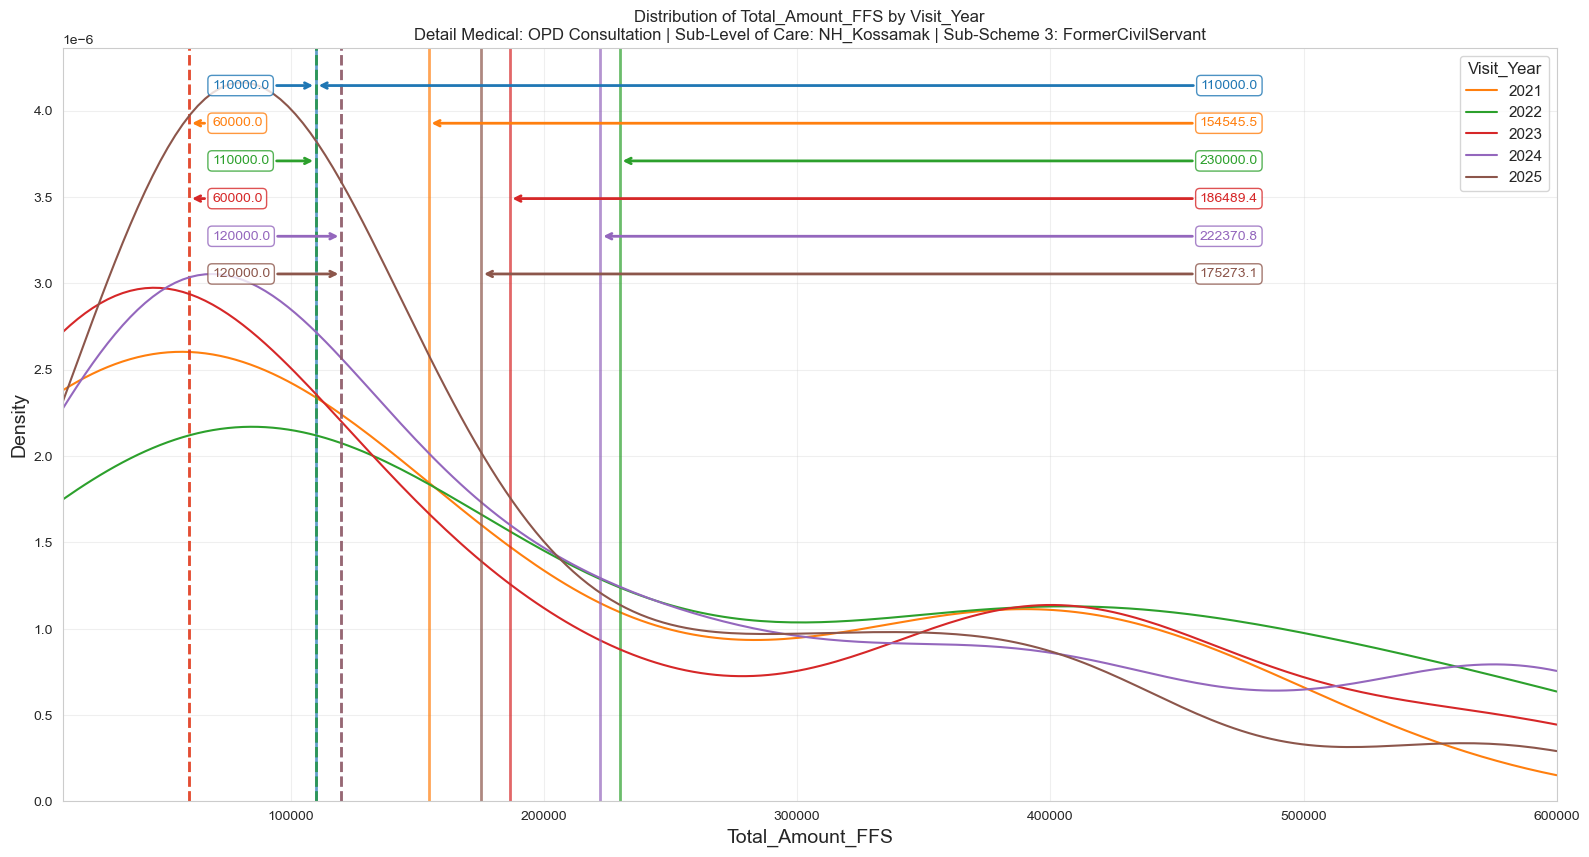 Distribution of Total_Amount_FFS by Visit_Year
Detail Medical: OPD Consultation | Sub-Level of Care: NH_Kossamak | Sub-Scheme 3: FormerCivilServant
1e−6
Visit_Year
2021
2022
2023
2024
2025
110000.0 110000.0
60000.0 154545.5
110000.0 230000.0
60000.0 186489.4
120000.0 222370.8
120000.0 175273.1
4.0
3.5
3.0
2.5
2.0
1.5
1.0
0.5
0.0
Density
100000 200000 300000 400000 500000 600000
Total_Amount_FFS